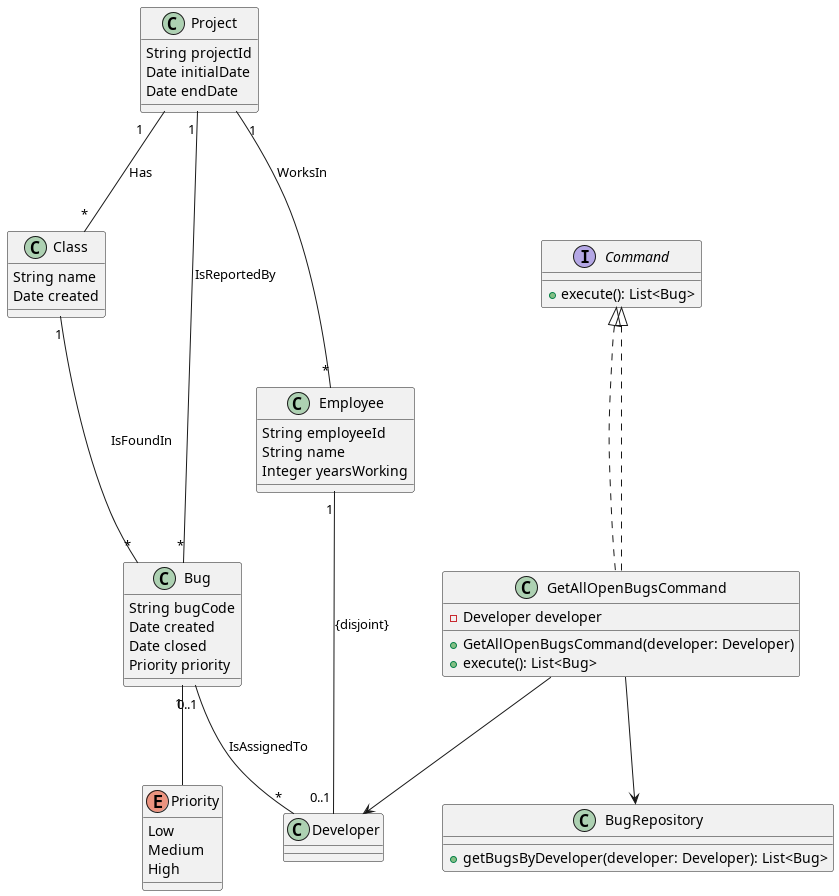 C Project
String projectId
Date initialDate
Date endDate
1
1
1
Has
WorksIn
*
C Class
String name
Date created
I Command
+ execute(): List<Bug>
IsReportedBy
1
*
C Employee
String employeeId
String name
Integer yearsWorking
IsFoundIn
1
*
*
C Bug
String bugCode
Date created
Date closed
Priority priority
C GetAllOpenBugsCommand
Developer developer
GetAllOpenBugsCommand(developer: Developer)
execute(): List<Bug>
{disjoint}
1
0..1
IsAssignedTo
*
0..1
E Priority
Low
Medium
High
C Developer
C BugRepository
getBugsByDeveloper(developer: Developer): List<Bug>